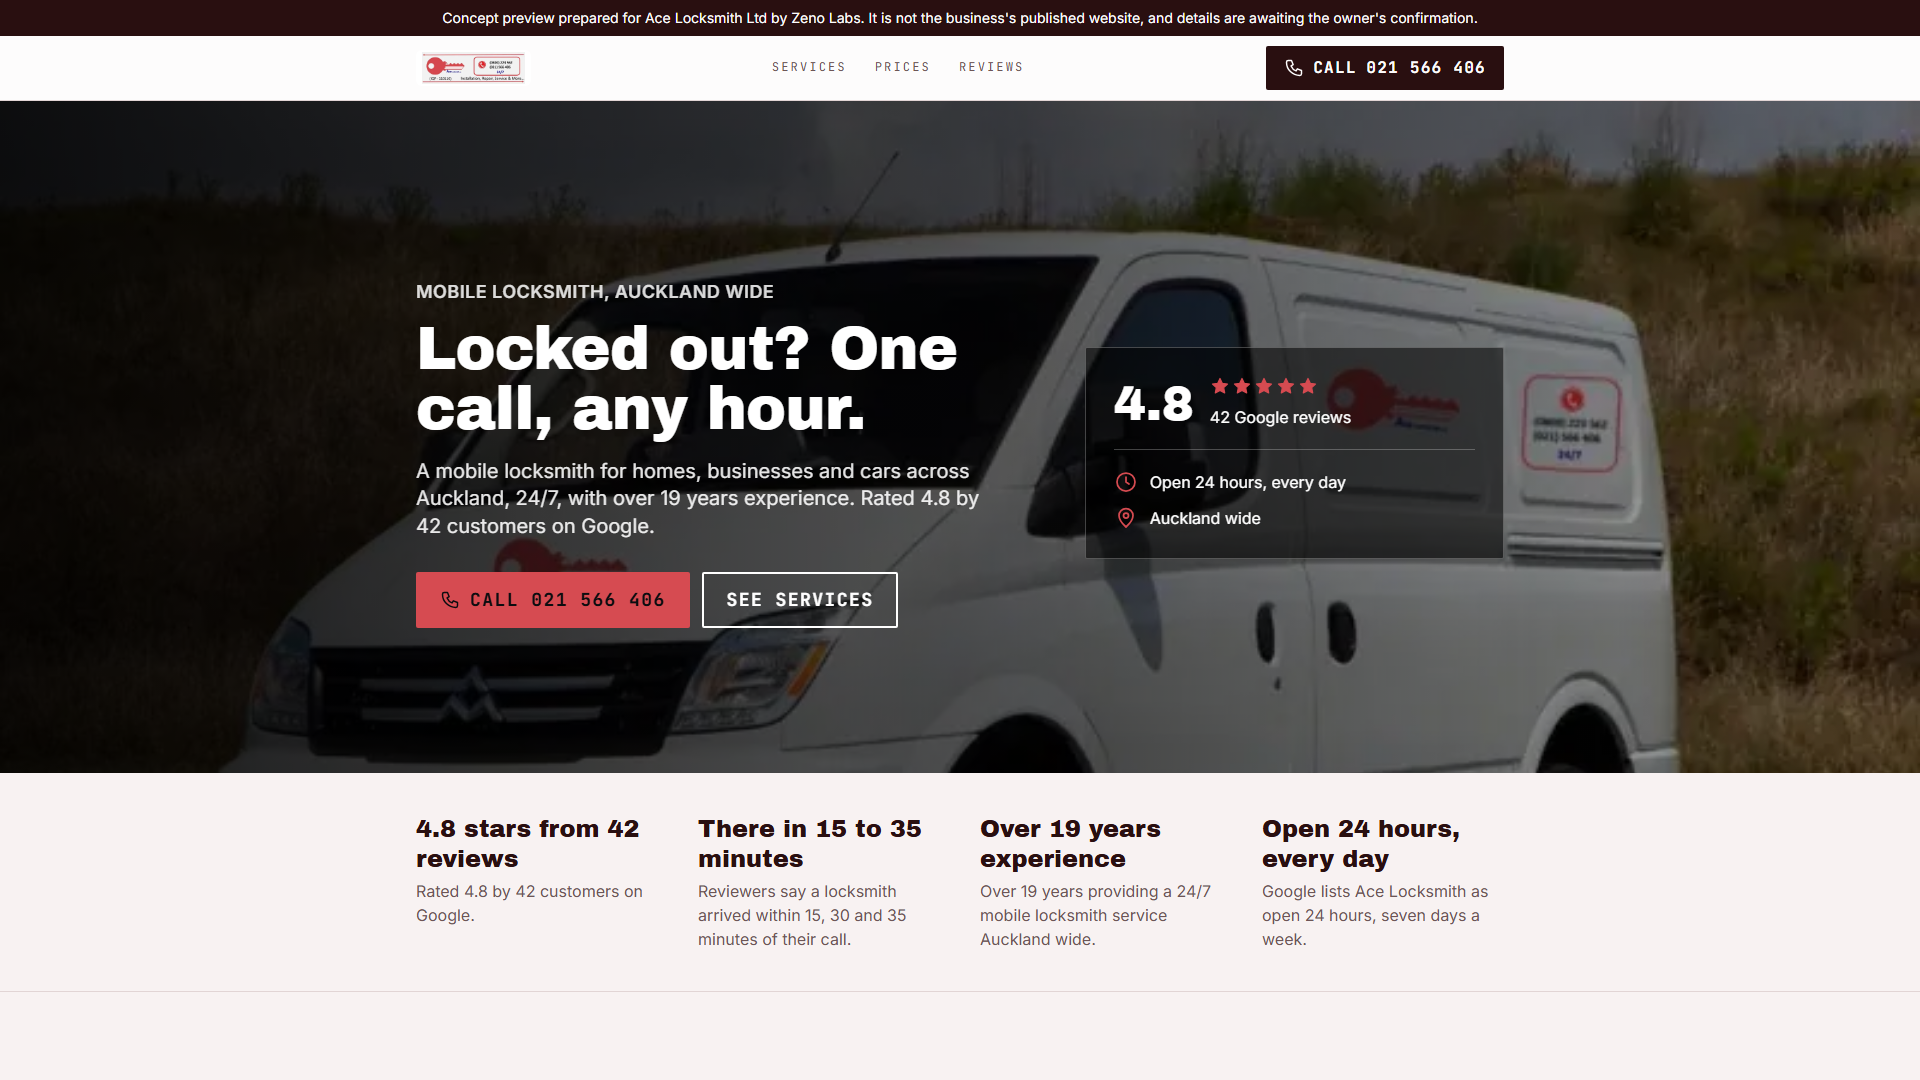 Concept preview prepared for Ace Locksmith Ltd by Zeno Labs. It is not the business's published website, and details are awaiting the owner's confirmation.
SERVICES PRICES REVIEWS
CALL 021 566 406
MOBILE LOCKSMITH, AUCKLAND WIDE
Locked out? One
call, any hour.
A mobile locksmith for homes, businesses and cars across
Auckland, 24/7, with over 19 years experience. Rated 4.8 by
42 customers on Google.
CALL 021 566 406
SEE SERVICES
4.8
42 Google reviews
Open 24 hours, every day
Auckland wide
(021) 566 406
24/7
4.8 stars from 42
reviews
Rated 4.8 by 42 customers on
Google.
There in 15 to 35
minutes
Reviewers say a locksmith
arrived within 15, 30 and 35
minutes of their call.
Over 19 years
experience
Over 19 years providing a 24/7
mobile locksmith service
Auckland wide.
Open 24 hours,
every day
Google lists Ace Locksmith as
open 24 hours, seven days a
week.